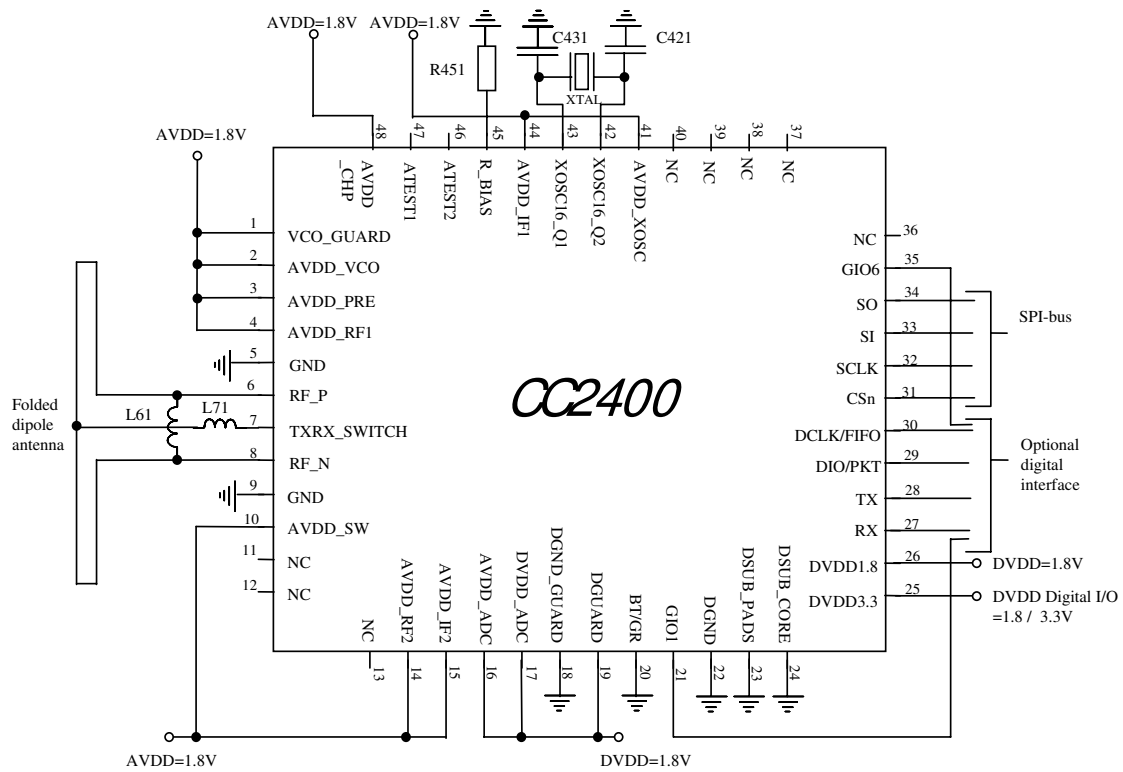 AVDD=1.8V
AVDD=1.8V
C431
C421
R451
XTAL
AVDD=1.8V
48
47
46
45
44
43
42
41
40
39
38
37
AVDD
_CHP
ATEST1
ATEST2
R_BIAS
AVDD_IF1
XOSC16_Q1
XOSC16_Q2
AVDD_XOSC
NC
NC
NC
NC
1
VCO_GUARD
2
AVDD_VCO
3
AVDD_PRE
4
AVDD_RF1
5
GND
6
RF_P
Folded
dipole
antenna
L61
L71
7
TXRX_SWITCH
8
RF_N
9
GND
10
AVDD_SW
11
NC
12
NC
CC2400
NC
36
GIO6
35
SO
34
SI
33
SCLK
32
CSn
31
SPI-bus
DCLK/FIFO
30
DIO/PKT
29
TX
28
RX
27
Optional
digital
interface
DVDD1.8
26
DVDD=1.8V
DVDD3.3
25
DVDD Digital I/O
=1.8 / 3.3V
NC
AVDD_RF2
AVDD_IF2
AVDD_ADC
DVDD_ADC
DGND_GUARD
DGUARD
BT/GR
GIO1
DGND
DSUB_PADS
DSUB_CORE
13
14
15
16
17
18
19
20
21
22
23
24
AVDD=1.8V
DVDD=1.8V